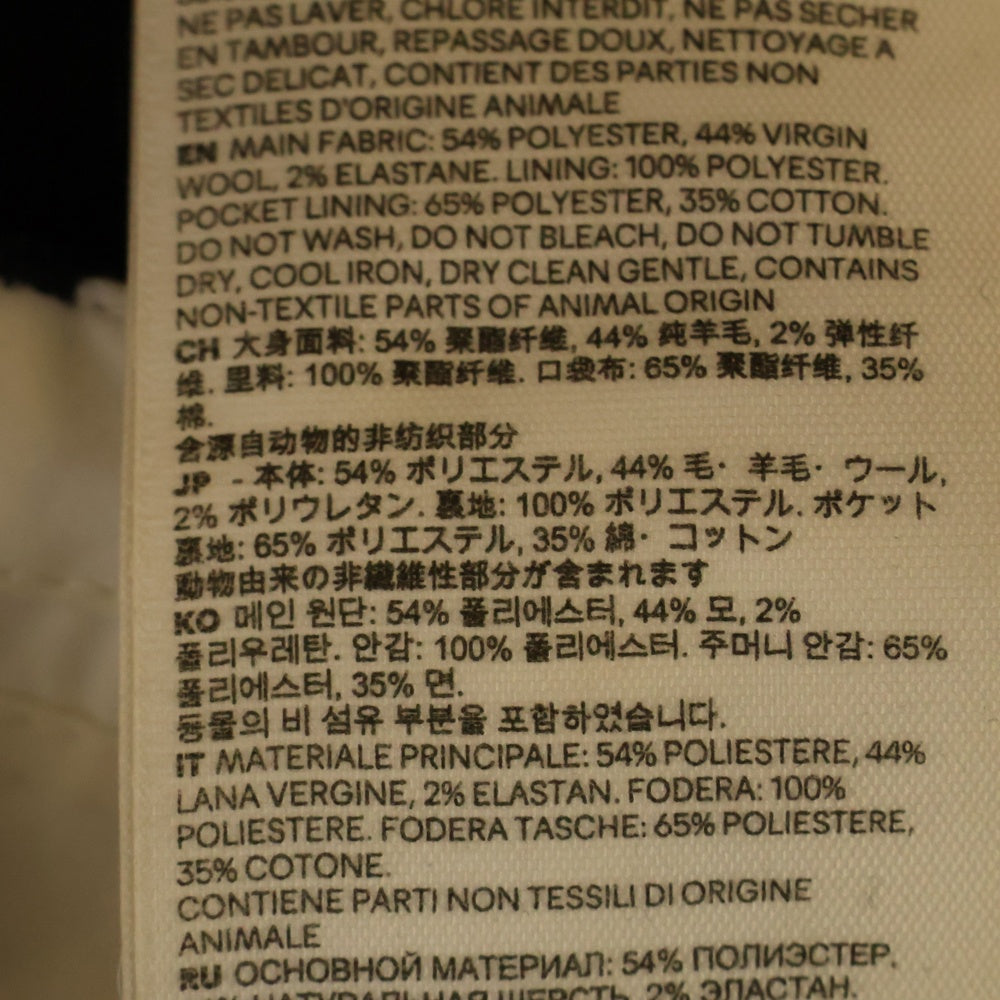 NE PAS LAVER, CHLORE INTERDIT, NE PAS SECHER
EN TAMBOUR, REPASSAGE DOUX, NETTOYAGE A
SEC DELICAT, CONTIENT DES PARTIES NON
TEXTILES D'ORIGINE ANIMALE
EN MAIN FABRIC: 54% POLYESTER, 44% VIRGIN
WOOL, 2% ELASTANE. LINING: 100% POLYESTER.
POCKET LINING: 65% POLYESTER, 35% COTTON.
DO NOT WASH, DO NOT BLEACH, DO NOT TUMBLE
DRY, COOL IRON, DRY CLEAN GENTLE, CONTAINS
NON-TEXTILE PARTS OF ANIMAL ORIGIN
CH 大身面料: 54% 聚酯纤维, 44% 纯羊毛, 2% 弹性纤
维. 里料: 100% 聚酯纤维. 口袋布: 65% 聚酯纤维, 35%
棉.
含源自动物的非纺织部分
JP - 本体: 54% ポリエステル, 44% 毛・ 羊毛・ ウール,
2% ポリウレタン. 裏地: 100% ポリエステル. ポケット
裏地: 65% ポリエステル, 35% 綿・ コットン
動物由来の非繊維性部分が含まれます
KO 메인 원단: 54% 폴리에스터, 44% 모, 2%
폴리우레탄. 안감: 100% 폴리에스터. 주머니 안감: 65%
폴리에스터, 35% 면.
동물의 비 섬유 부분을 포함하였습니다.
IT MATERIALE PRINCIPALE: 54% POLIESTERE, 44%
LANA VERGINE, 2% ELASTAN. FODERA: 100%
POLIESTERE. FODERA TASCHE: 65% POLIESTERE,
35% COTONE.
CONTIENE PARTI NON TESSILI DI ORIGINE
ANIMALE
RU ОСНОВНОЙ МАТЕРИАЛ: 54% ПОЛИЭСТЕР.
НАТУРАЛЬНАЯ ШЕРСТЬ, 2% ЭЛАСТАН.